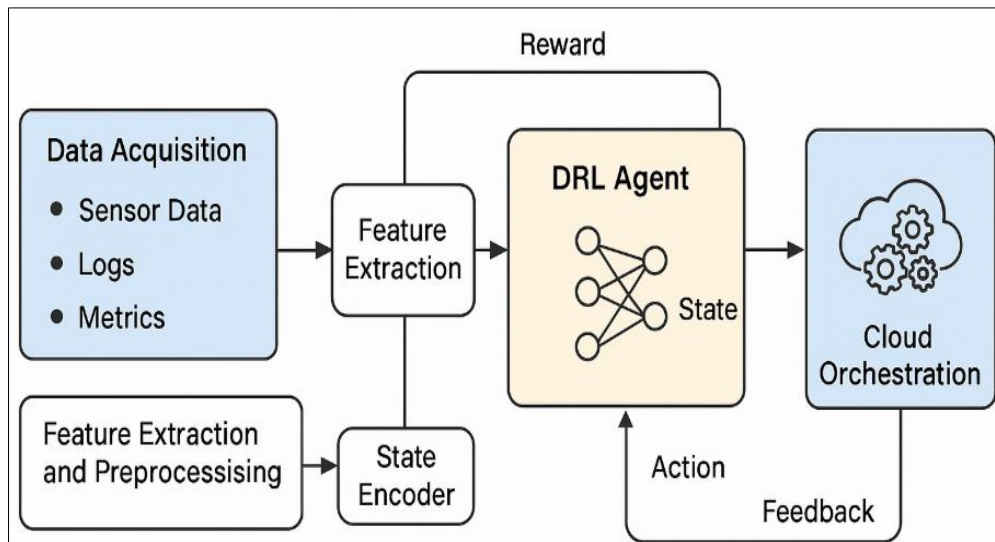 Reward
Data Acquisition
• Sensor Data
• Logs
• Metrics
Feature
Extraction
DRL Agent
State
Cloud
Orchestration
Feature Extraction
and Preprocessising
State
Encoder
Action
Feedback